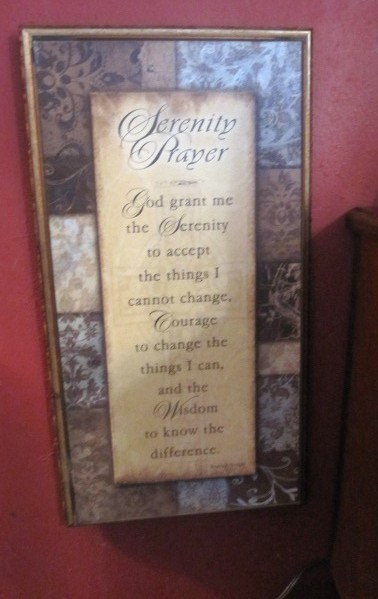 Serenity
Prayer
God grant me
the Serenity
to accept
the things I
cannot change,
Courage
to change the
things I can,
and the
Wisdom
to know the
difference.